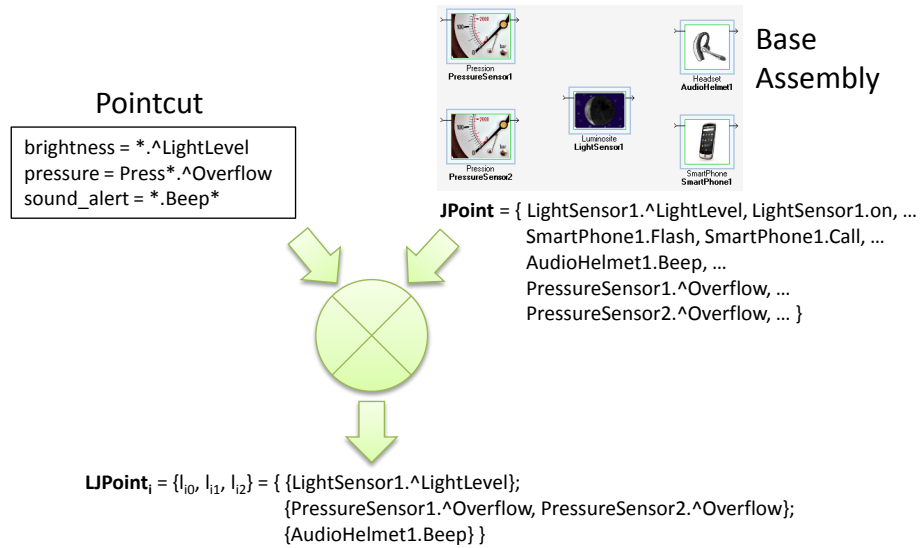 Base
Assembly
Pression
PressureSensor1
Headset
AudioHelmet1
Luminosite
LightSensor1
Pression
PressureSensor2
SmartPhone
SmartPhone1
Pointcut
brightness = *.^LightLevel
pressure = Press*.^Overflow
sound_alert = *.Beep*
JPoint = { LightSensor1.^LightLevel, LightSensor1.on, …
SmartPhone1.Flash, SmartPhone1.Call, …
AudioHelmet1.Beep, …
PressureSensor1.^Overflow, …
PressureSensor2.^Overflow, … }
LJPointi = {li0, li1, li2} = { {LightSensor1.^LightLevel};
{PressureSensor1.^Overflow, PressureSensor2.^Overflow};
{AudioHelmet1.Beep} }